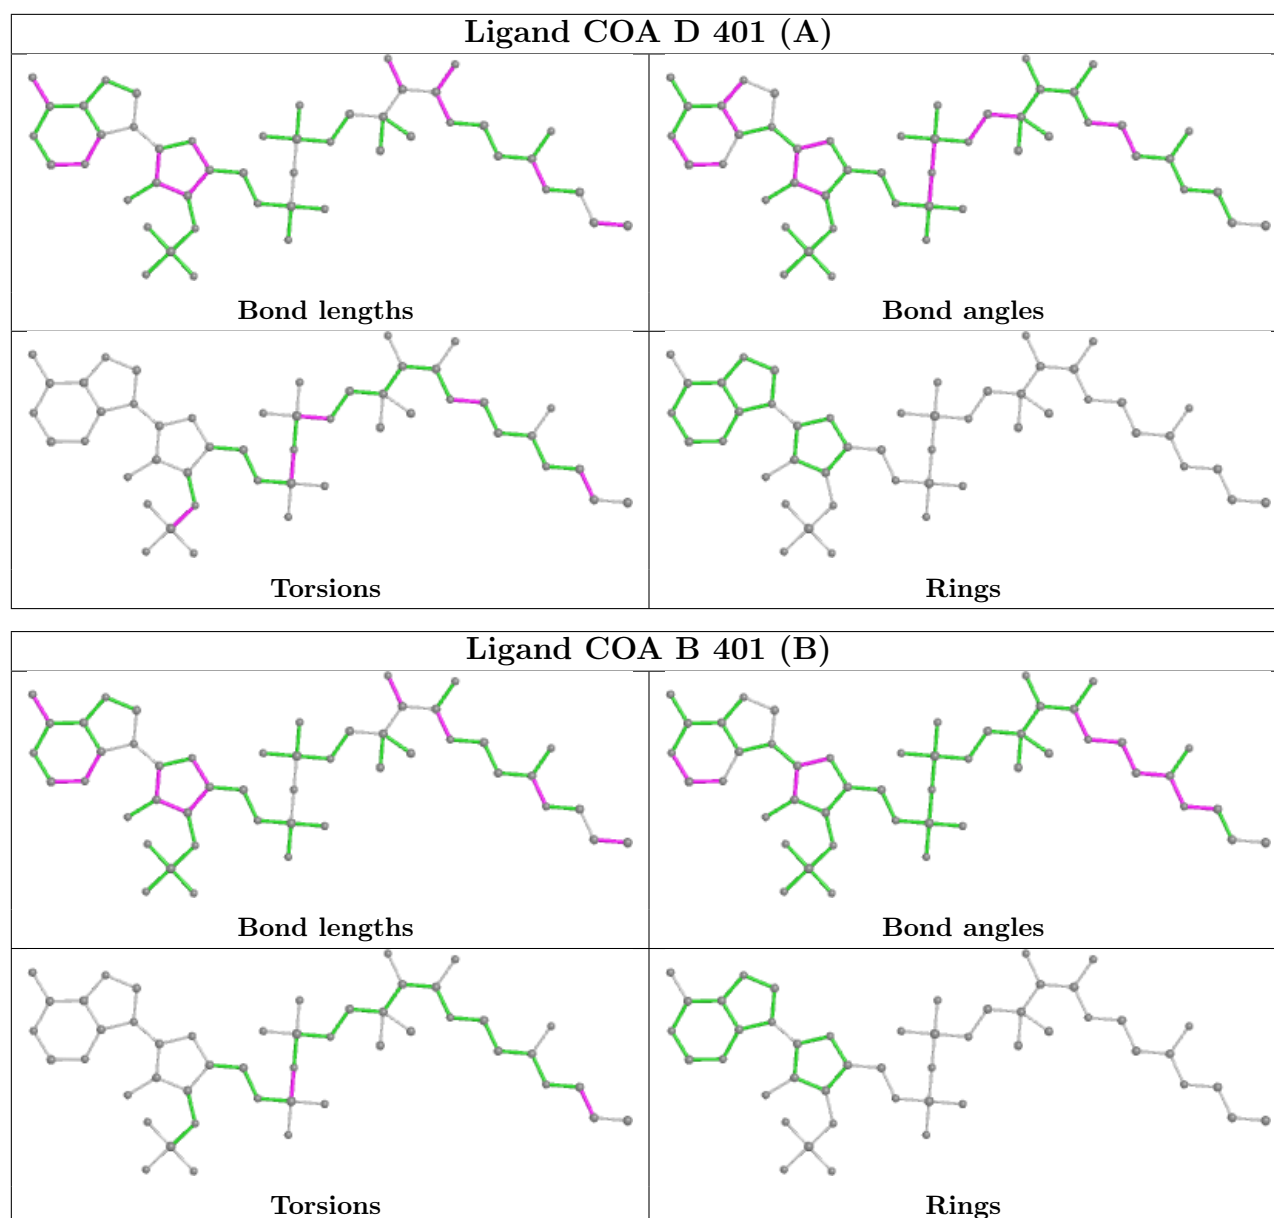 Ligand COA D 401 (A)
Bond lengths
Bond angles
Torsions
Rings
Ligand COA B 401 (B)
Bond lengths
Bond angles
Torsions
Rings